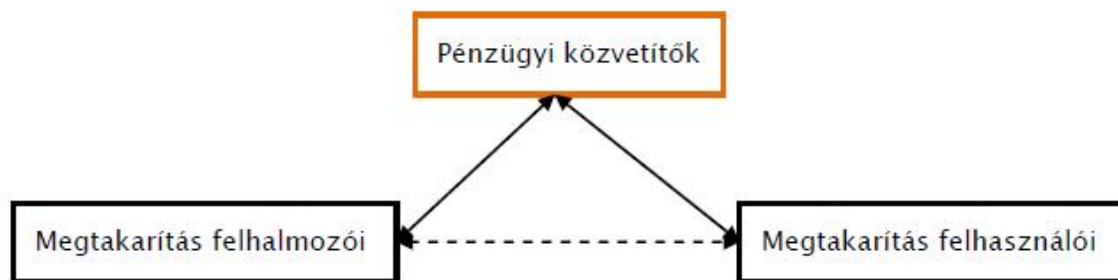 Pénzügyi közvetítők
Megtakarítás felhalmozói
Megtakarítás felhasználói